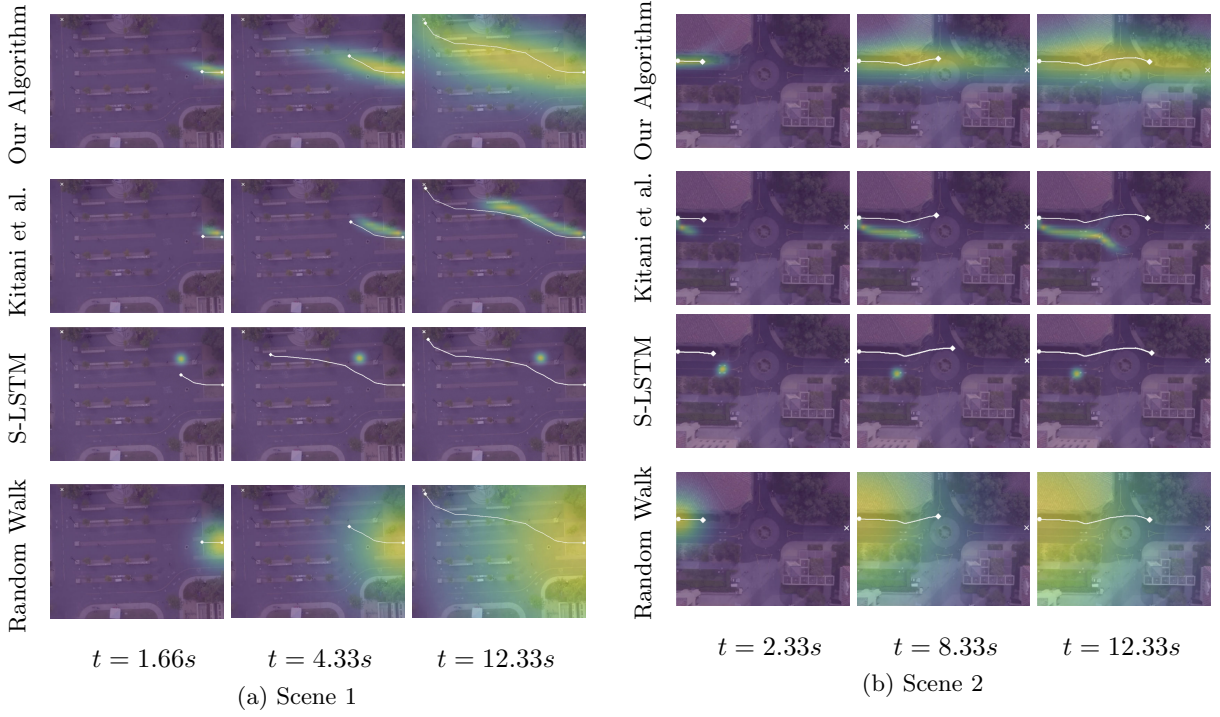 Our Algorithm
Kitani et al.
S-LSTM
Random Walk
t = 1.66s
t = 4.33s
t = 12.33s
(a) Scene 1
Our Algorithm
Kitani et al.
S-LSTM
Random Walk
t = 2.33s
t = 8.33s
t = 12.33s
(b) Scene 2